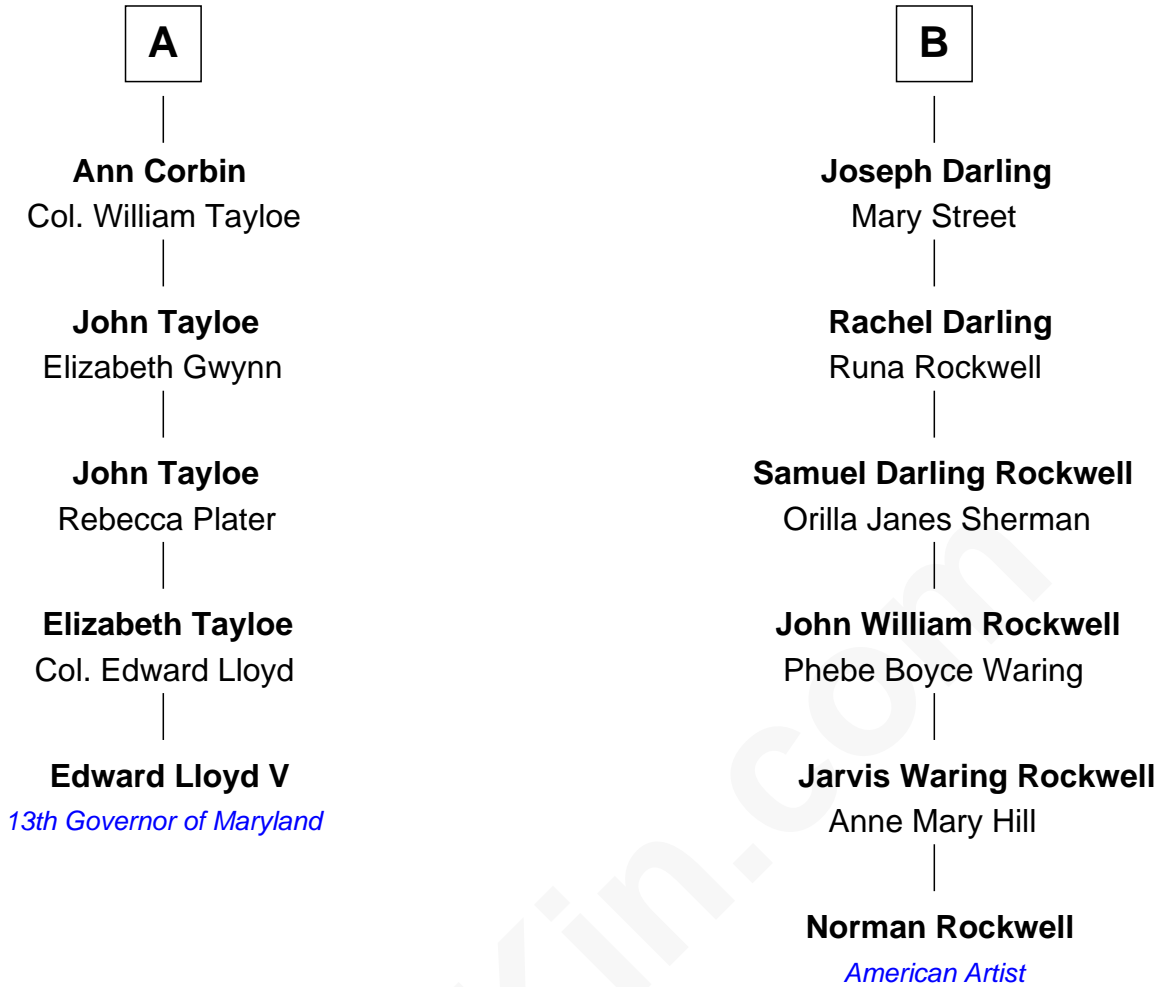 A
Ann Corbin
Col. William Tayloe
John Tayloe
Elizabeth Gwynn
John Tayloe
Rebecca Plater
Elizabeth Tayloe
Col. Edward Lloyd
Edward Lloyd V
13th Governor of Maryland
B
Joseph Darling
Mary Street
Rachel Darling
Runa Rockwell
Samuel Darling Rockwell
Orilla Janes Sherman
John William Rockwell
Phebe Boyce Waring
Jarvis Waring Rockwell
Anne Mary Hill
Norman Rockwell
American Artist
Kin.com